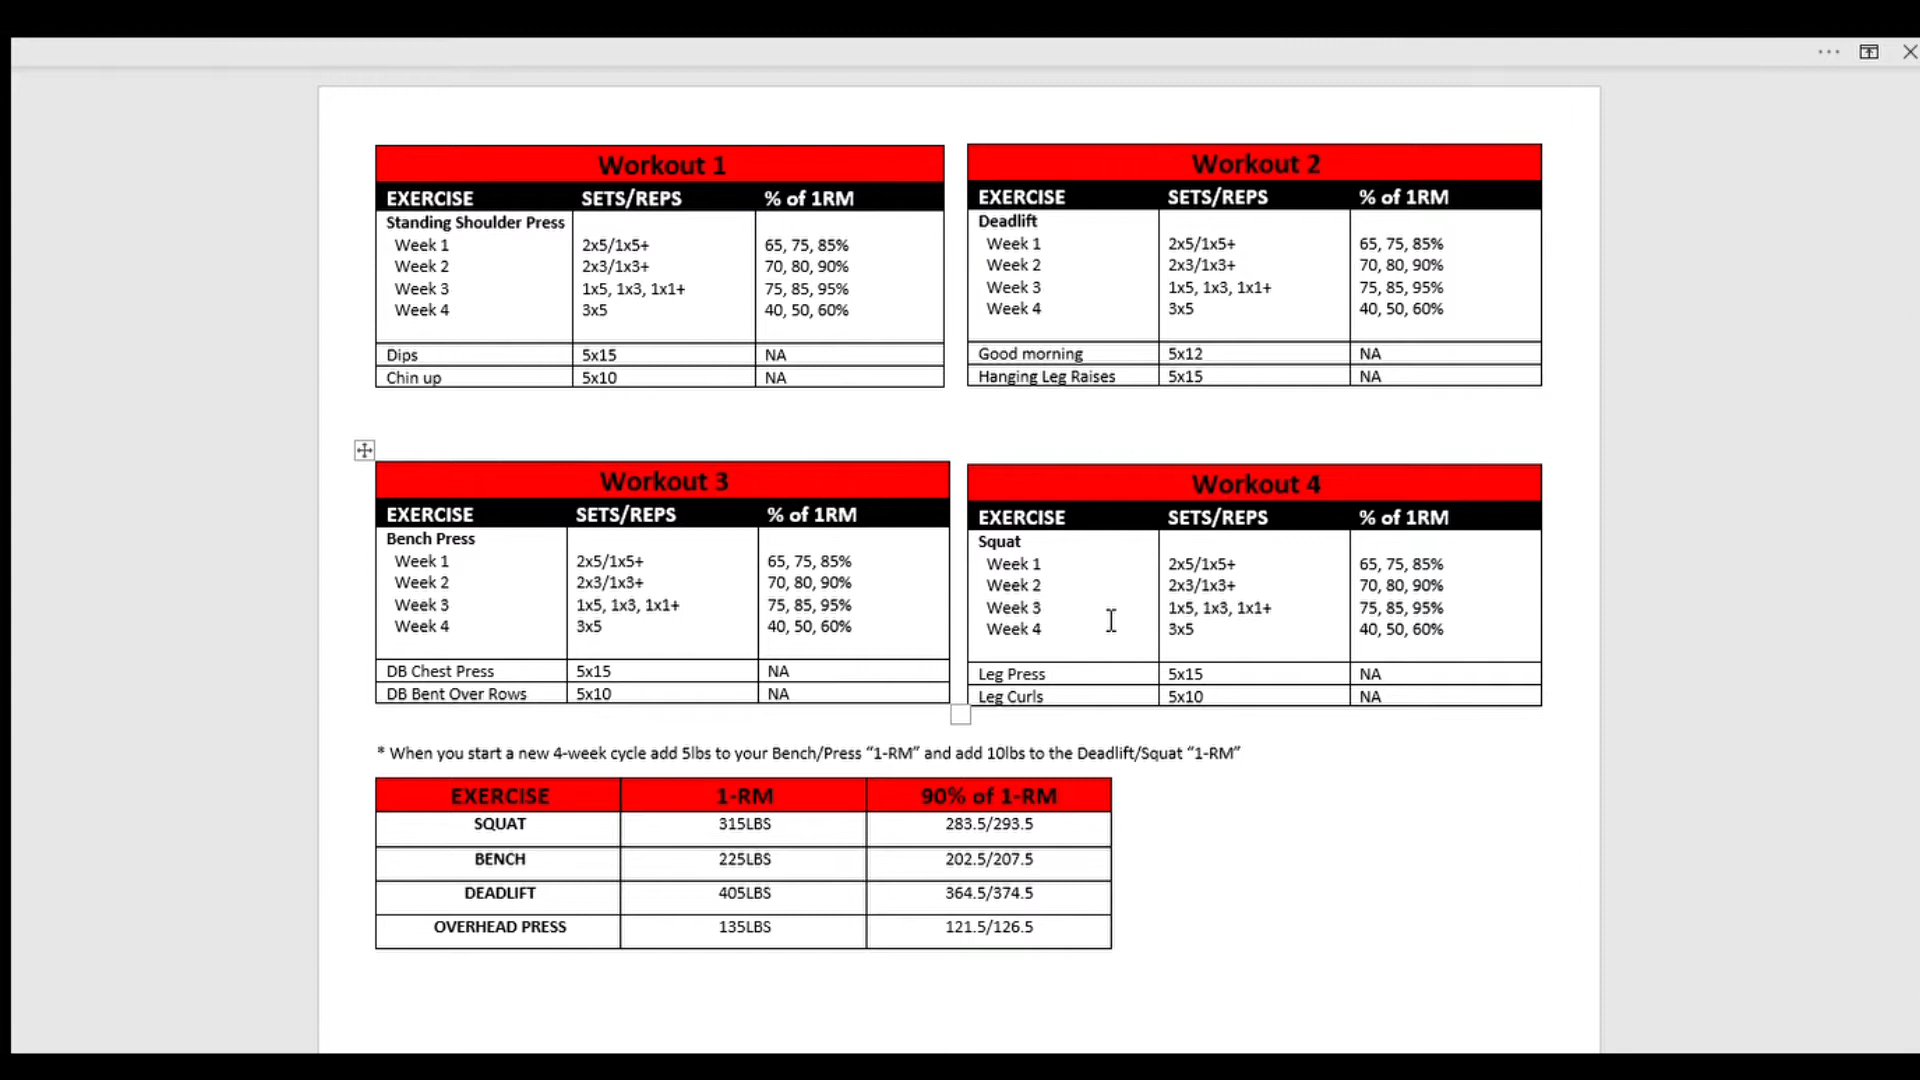 Workout 1
EXERCISE SETS/REPS % of 1RM
Standing Shoulder Press
Week 1 2x5/1x5+ 65, 75, 85%
Week 2 2x3/1x3+ 70, 80, 90%
Week 3 1x5, 1x3, 1x1+ 75, 85, 95%
Week 4 3x5 40, 50, 60%
Dips 5x15 NA
Chin up 5x10 NA
Workout 2
EXERCISE SETS/REPS % of 1RM
Deadlift
Week 1 2x5/1x5+ 65, 75, 85%
Week 2 2x3/1x3+ 70, 80, 90%
Week 3 1x5, 1x3, 1x1+ 75, 85, 95%
Week 4 3x5 40, 50, 60%
Good morning 5x12 NA
Hanging Leg Raises 5x15 NA
Workout 3
EXERCISE SETS/REPS % of 1RM
Bench Press
Week 1 2x5/1x5+ 65, 75, 85%
Week 2 2x3/1x3+ 70, 80, 90%
Week 3 1x5, 1x3, 1x1+ 75, 85, 95%
Week 4 3x5 40, 50, 60%
DB Chest Press 5x15 NA
DB Bent Over Rows 5x10 NA
Workout 4
EXERCISE SETS/REPS % of 1RM
Squat
Week 1 2x5/1x5+ 65, 75, 85%
Week 2 2x3/1x3+ 70, 80, 90%
Week 3 1x5, 1x3, 1x1+ 75, 85, 95%
Week 4 3x5 40, 50, 60%
Leg Press 5x15 NA
Leg Curls 5x10 NA
* When you start a new 4-week cycle add 5lbs to your Bench/Press “1-RM” and add 10lbs to the Deadlift/Squat “1-RM”
EXERCISE 1-RM 90% of 1-RM
SQUAT 315LBS 283.5/293.5
BENCH 225LBS 202.5/207.5
DEADLIFT 405LBS 364.5/374.5
OVERHEAD PRESS 135LBS 121.5/126.5